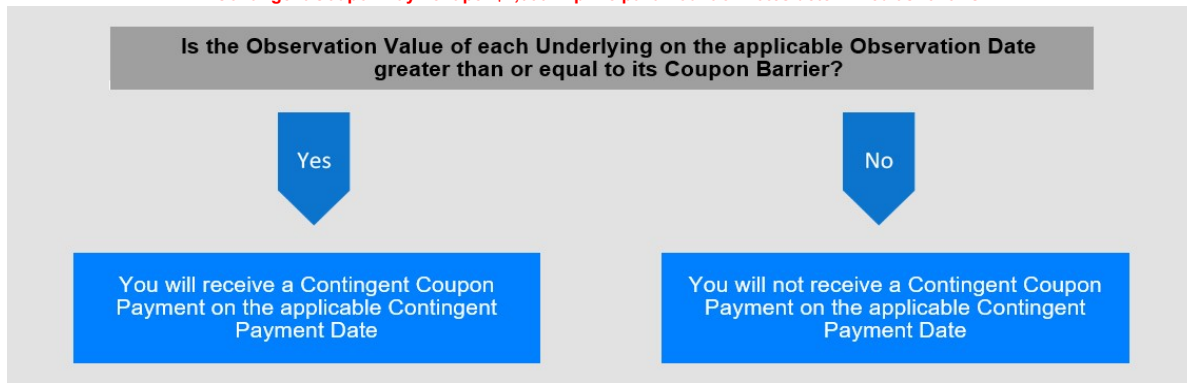 Is the Observation Value of each Underlying on the applicable Observation Date
greater than or equal to its Coupon Barrier?
Yes
No
You will receive a Contingent Coupon
Payment on the applicable Contingent
Payment Date
You will not receive a Contingent Coupon
Payment on the applicable Contingent
Payment Date